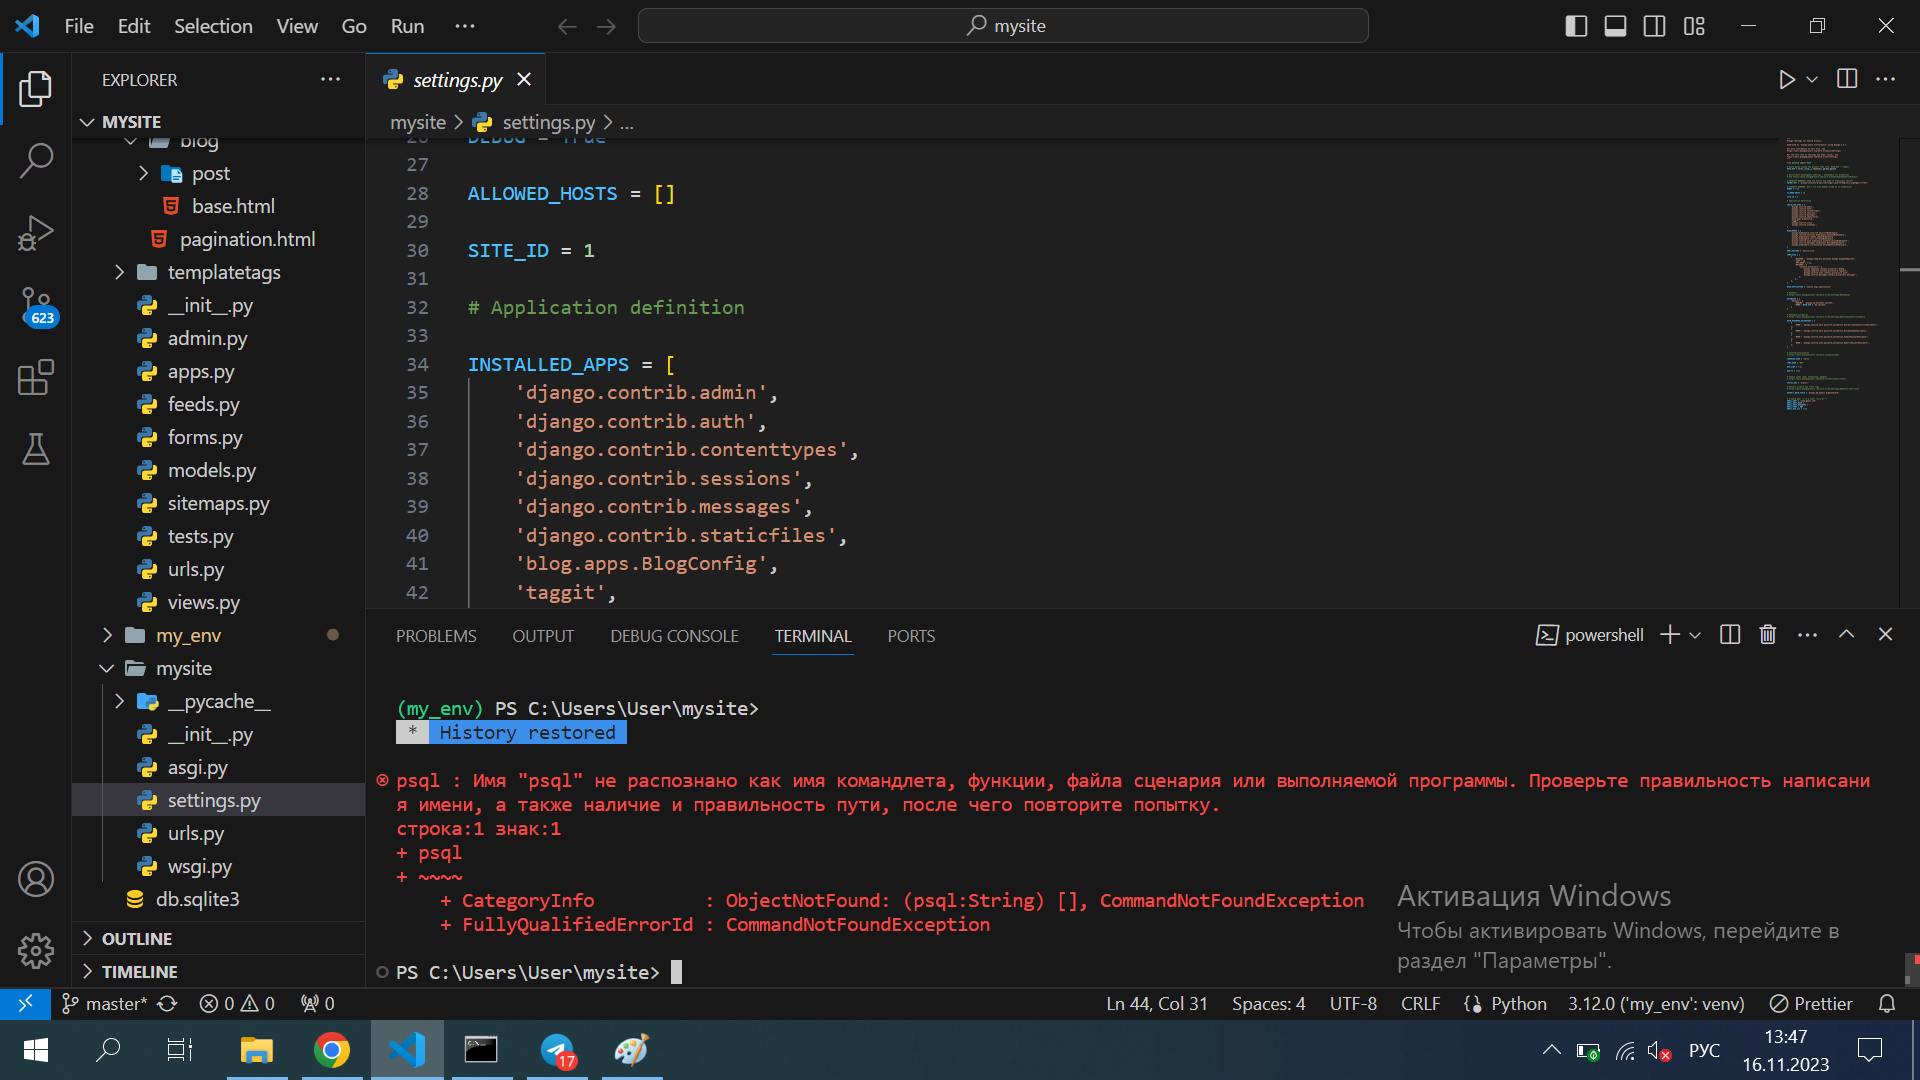 File Edit Selection View Go Run ···
mysite
EXPLORER
settings.py
MYSITE
mysite > settings.py > ...
blog
post
base.html
pagination.html
templatetags
__init__.py
admin.py
apps.py
feeds.py
forms.py
models.py
sitemaps.py
tests.py
urls.py
views.py
my_env
mysite
__pycache__
__init__.py
asgi.py
settings.py
urls.py
wsgi.py
db.sqlite3
OUTLINE
TIMELINE
623
26 DEBUG = True
27
28 ALLOWED_HOSTS = []
29
30 SITE_ID = 1
31
32 # Application definition
33
34 INSTALLED_APPS = [
35 'django.contrib.admin',
36 'django.contrib.auth',
37 'django.contrib.contenttypes',
38 'django.contrib.sessions',
39 'django.contrib.messages',
40 'django.contrib.staticfiles',
41 'blog.apps.BlogConfig',
42 'taggit',
PROBLEMS OUTPUT DEBUG CONSOLE TERMINAL PORTS
powershell
(my_env) PS C:\Users\User\mysite>
* History restored
psql : Имя "psql" не распознано как имя командлета, функции, файла сценария или выполняемой программы. Проверьте правильность написани
я имени, а также наличие и правильность пути, после чего повторите попытку.
строка:1 знак:1
+ psql
+ ~~~~
+ CategoryInfo : ObjectNotFound: (psql:String) [], CommandNotFoundException
+ FullyQualifiedErrorId : CommandNotFoundException
PS C:\Users\User\mysite>
Активация Windows
Чтобы активировать Windows, перейдите в
раздел "Параметры".
master* 0 0 0
Ln 44, Col 31 Spaces: 4 UTF-8 CRLF Python 3.12.0 ('my_env': venv) Prettier
17
РУС
13:47
16.11.2023